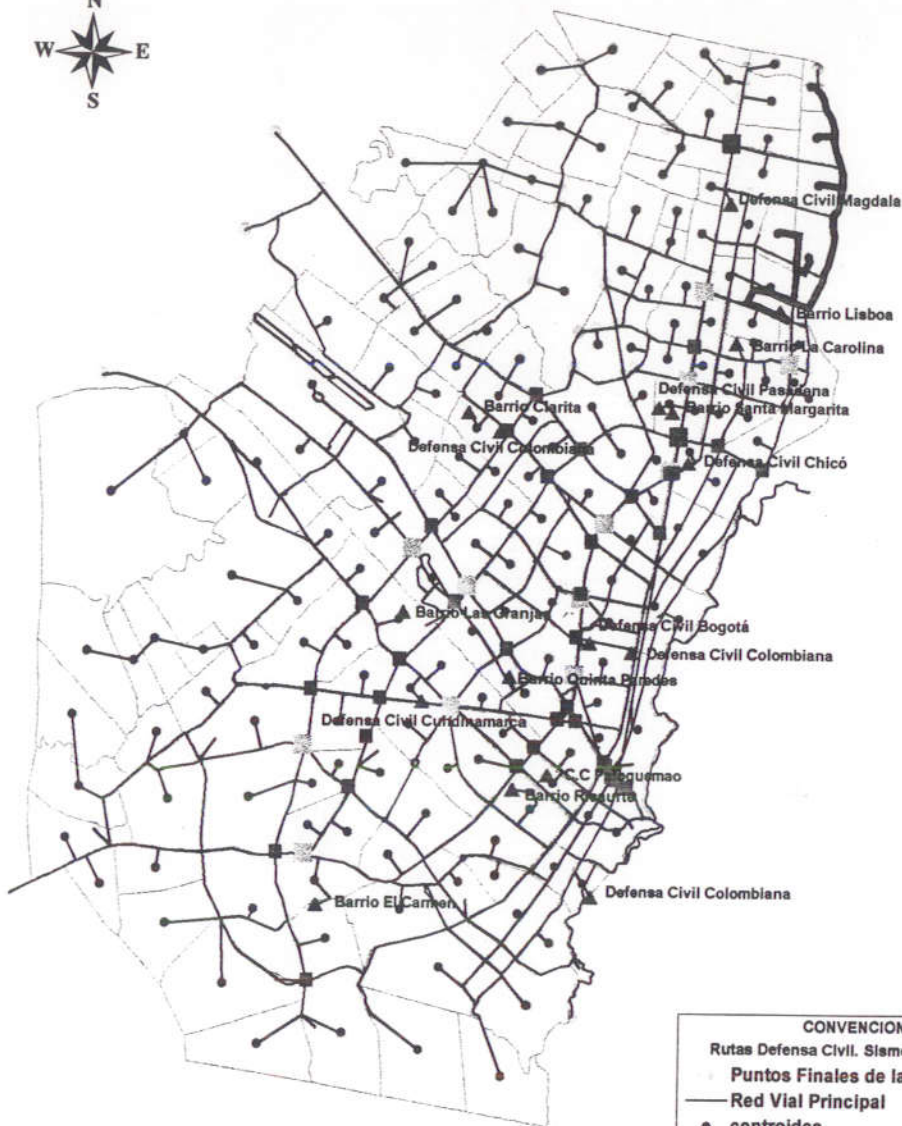 N
W E
S
Defensa Civil Magdala
Barrio Lisboa
Barrio La Carolina
Defensa Civil Pasadena
Barrio Clarita
Barrio Santa Margarita
Defensa Civil Colombiana
Defensa Civil Chicó
Barrio Las Granjas
Defensa Civil Bogotá
Defensa Civil Colombiana
Barrio Quinta Paredes
Defensa Civil Cundinamarca
C.C Paloquemao
Barrio Ricaurte
Defensa Civil Colombiana
Barrio El Carmen
CONVENCION
Rutas Defensa Civil. Sismo
Puntos Finales de la
Red Vial Principal
centroides